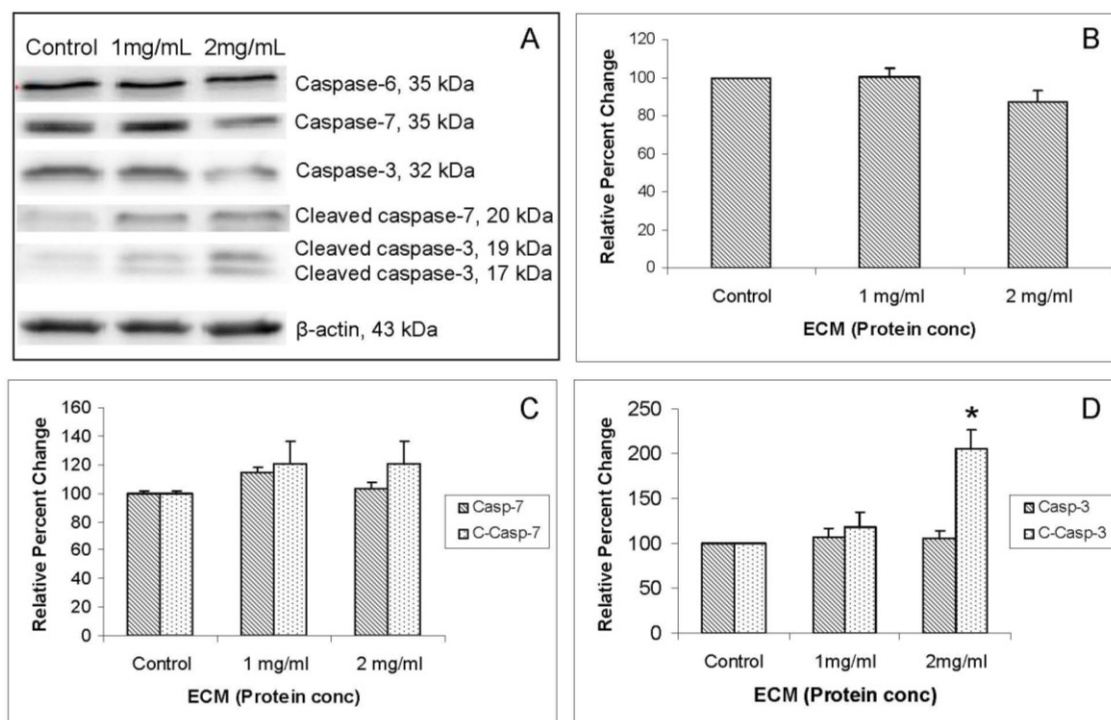 A
Control 1mg/mL 2mg/mL
Caspase-6, 35 kDa
Caspase-7, 35 kDa
Caspase-3, 32 kDa
Cleaved caspase-7, 20 kDa
Cleaved caspase-3, 19 kDa
Cleaved caspase-3, 17 kDa
β-actin, 43 kDa
B
Relative Percent Change
120
100
80
60
40
20
0
Control 1 mg/ml 2 mg/ml
ECM (Protein conc)
C
Relative Percent Change
160
140
120
100
80
60
40
20
0
Control 1 mg/ml 2 mg/ml
ECM (Protein conc)
Casp-7
C-Casp-7
D
Relative Percent Change
250
200
150
100
50
0
*
Control 1mg/ml 2mg/ml
ECM (Protein conc)
Casp-3
C-Casp-3